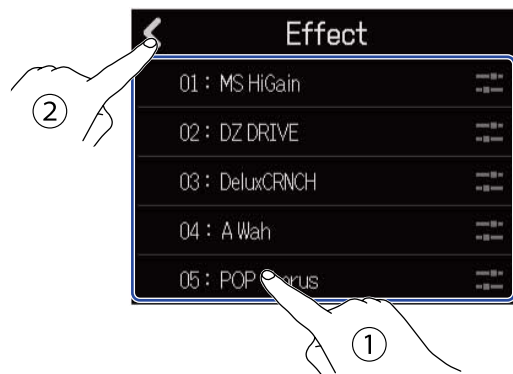 Effect
01 : MS HiGain
②
02 : DZ DRIVE
03 : DeluxCRNCH
04 : A Wah
05 : POP
①